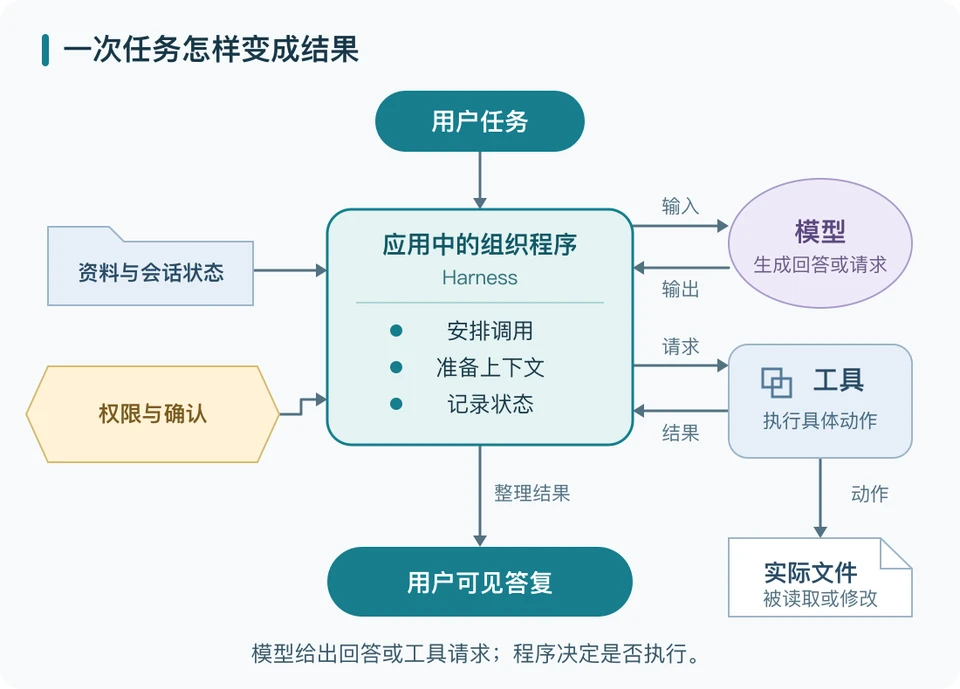 一次任务怎样变成结果
用户任务
资料与会话状态
权限与确认
应用中的组织程序
Harness
安排调用
准备上下文
记录状态
输入
输出
模型
生成回答或请求
请求
结果
工具
执行具体动作
动作
实际文件
被读取或修改
整理结果
用户可见答复
模型给出回答或工具请求；程序决定是否执行。